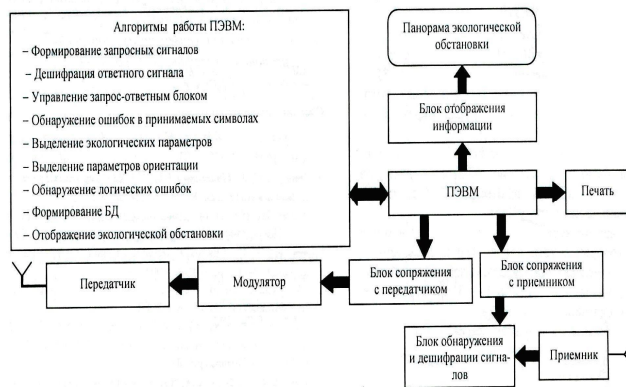 Алгоритмы работы ПЭВМ:
– Формирование запросных сигналов
– Дешифрация ответного сигнала
– Управление запрос-ответным блоком
– Обнаружение ошибок в принимаемых символах
– Выделение экологических параметров
– Выделение параметров ориентации
– Обнаружение логических ошибок
– Формирование БД
– Отображение экологической обстановки
Панорама экологической
обстановки
Блок отображения
информации
ПЭВМ
Печать
Передатчик
Модулятор
Блок сопряжения
с передатчиком
Блок сопряжения
с приемником
Блок обнаружения
и дешифрации сигна-
лов
Приемник